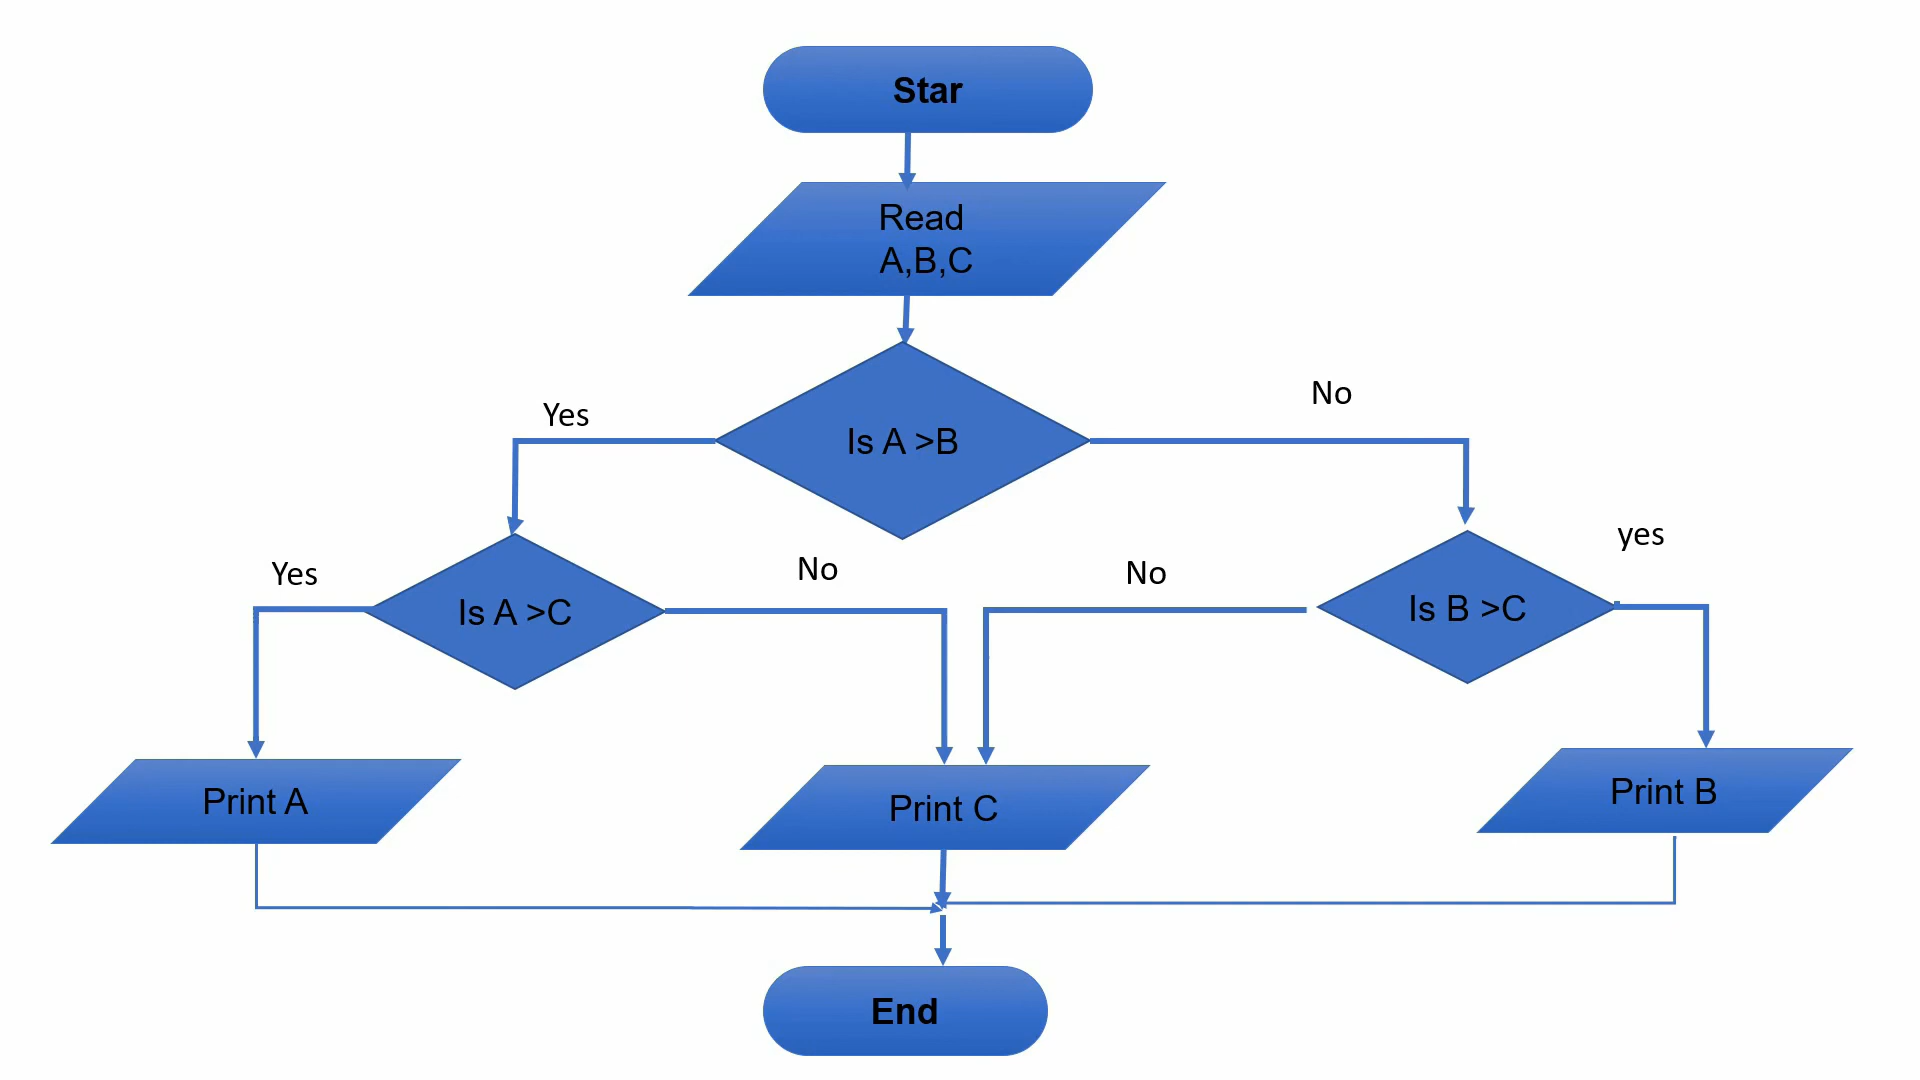 Star
Read
A,B,C
Is A >B
Yes
No
Is A >C
Yes
No
No
Is B >C
yes
Print A
Print C
Print B
End